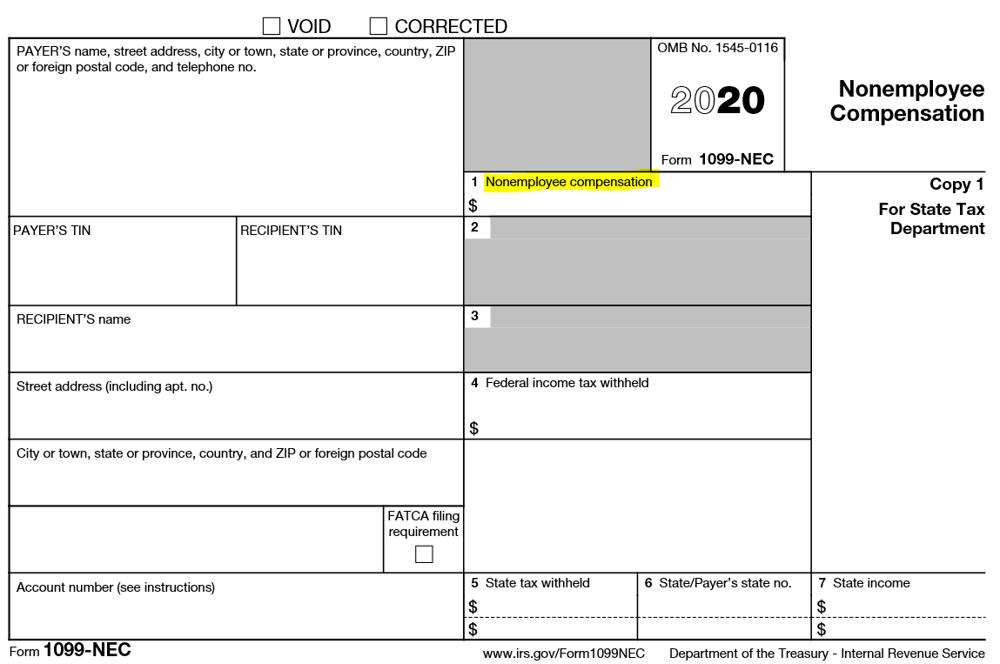 VOID CORRECTED
PAYER'S name, street address, city or town, state or province, country, ZIP
or foreign postal code, and telephone no.
OMB No. 1545-0116
2020
Form 1099-NEC
Nonemployee
Compensation
1 Nonemployee compensation
$
Copy 1
For State Tax
Department
PAYER'S TIN
RECIPIENT'S TIN
2
RECIPIENT'S name
3
Street address (including apt. no.)
4 Federal income tax withheld
$
City or town, state or province, country, and ZIP or foreign postal code
FATCA filing
requirement
Account number (see instructions)
5 State tax withheld
$
$
6 State/Payer's state no.
7 State income
$
$
Form 1099-NEC
www.irs.gov/Form1099NEC
Department of the Treasury - Internal Revenue Service